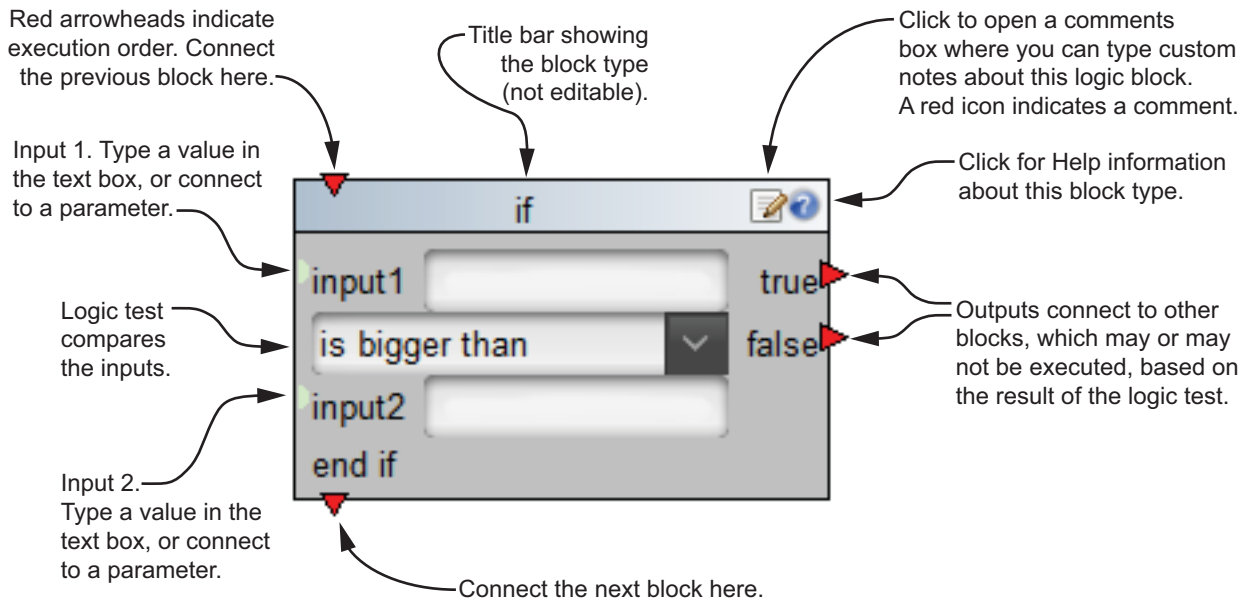 Red arrowheads indicate
execution order. Connect
the previous block here.
Title bar showing
the block type
(not editable).
Click to open a comments
box where you can type custom
notes about this logic block.
A red icon indicates a comment.
Input 1. Type a value in
the text box, or connect
to a parameter.
Click for Help information
about this block type.
if
?
input1
true
Logic test
compares
the inputs.
is bigger than
false
Outputs connect to other
blocks, which may or may
not be executed, based on
the result of the logic test.
input2
end if
Input 2.
Type a value in the
text box, or connect
to a parameter.
Connect the next block here.